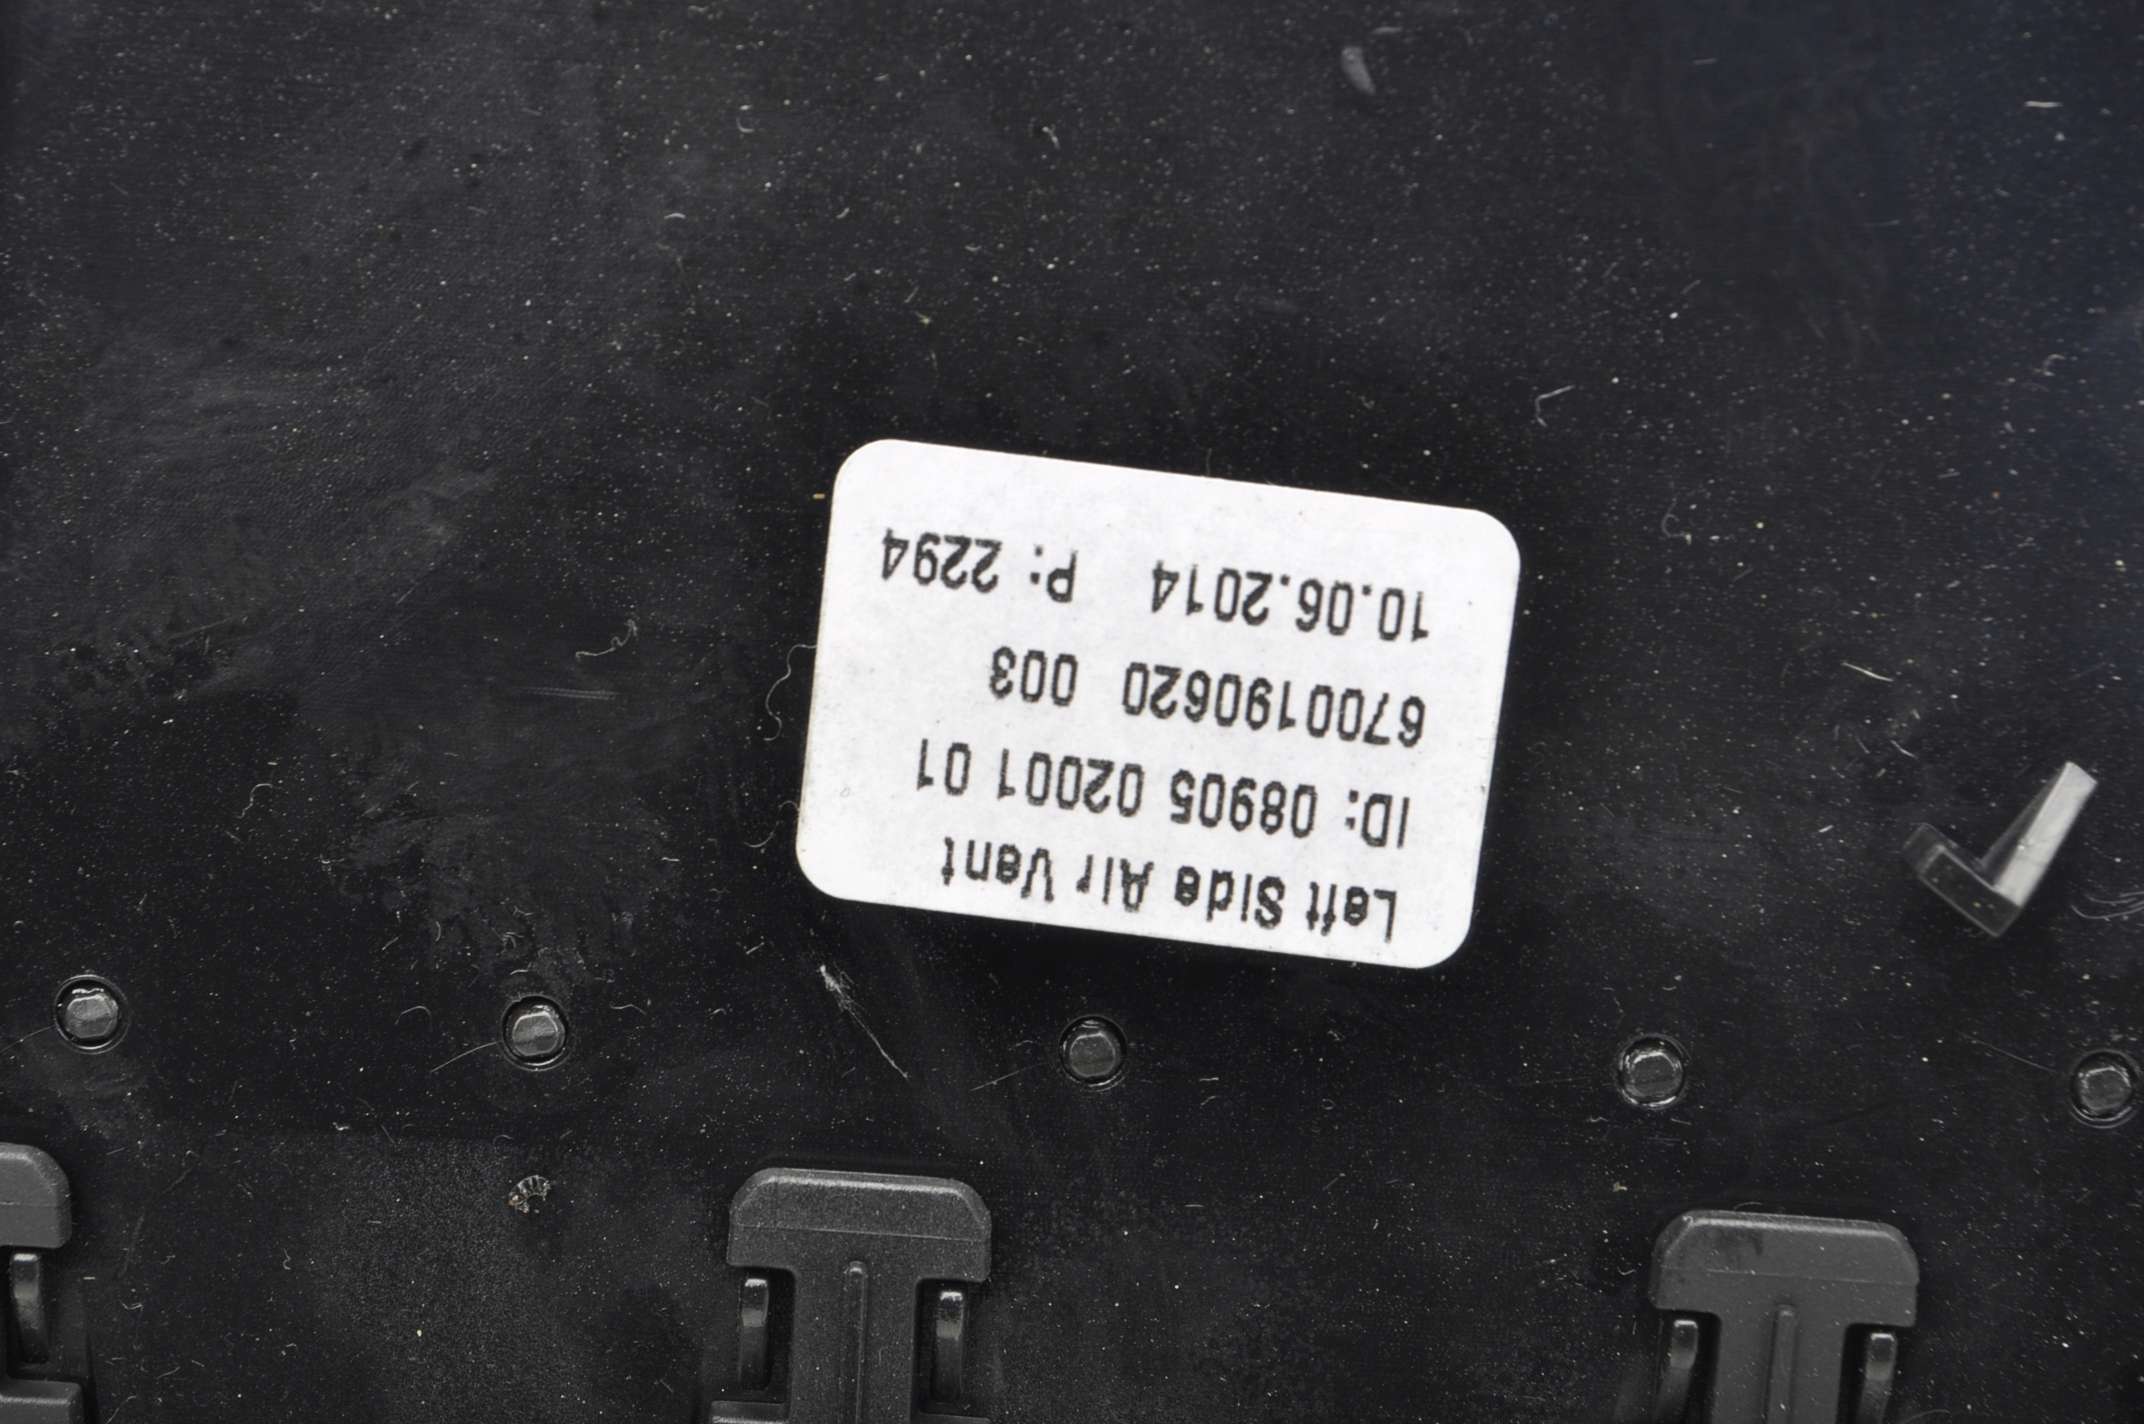 Left Side Air Vent
ID: 08905 02001 01
6700190620 003
10.06.2014 P: 2294